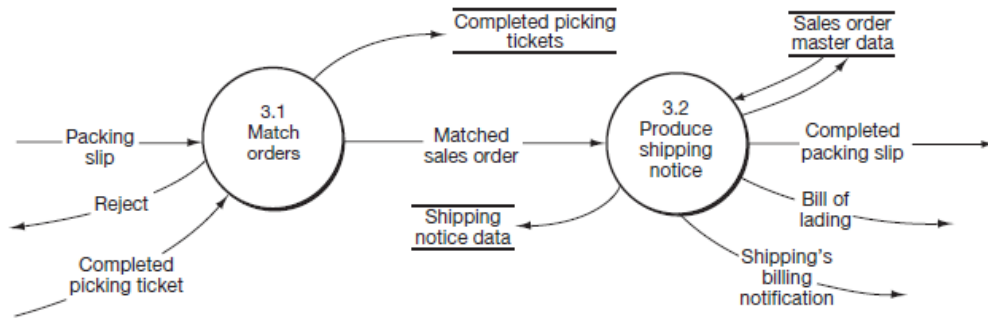 Completed picking
tickets
Sales order
master data
3.1
Match
orders
3.2
Produce
shipping
notice
Packing
slip
Matched
sales order
Completed
packing slip
Reject
Bill of
lading
Shipping
notice data
Completed
picking ticket
Shipping's
billing
notification